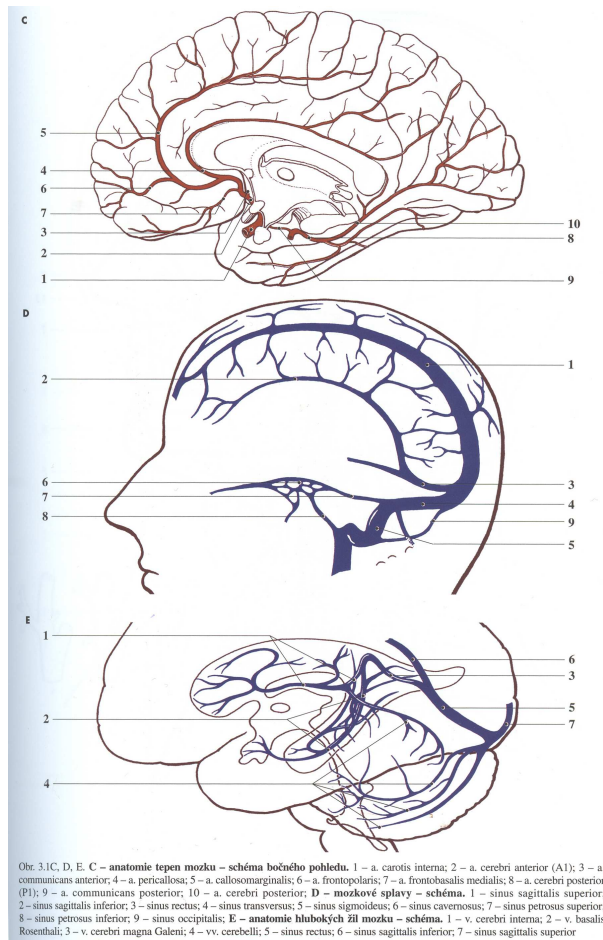 C
5
4
6
7
3
2
1
10
8
9
D
1
2
6
7
8
3
4
9
5
E
1
2
4
6
3
5
7
Obr. 3.1C, D, E. C – anatomie tepen mozku – schéma bočného pohledu. 1 – a. carotis interna; 2 – a. cerebri anterior (A1); 3 – a.
communicans anterior; 4 – a. pericallosa; 5 – a. callosomarginalis; 6 – a. frontopolaris; 7 – a. frontobasalis medialis; 8 – a. cerebri posterior
(P1); 9 – a. communicans posterior; 10 – a. cerebri posterior; D – mozkové splavy – schéma. 1 – sinus sagittalis superior;
2 – sinus sagittalis inferior; 3 – sinus rectus; 4 – sinus transversus; 5 – sinus sigmoideus; 6 – sinus cavernosus; 7 – sinus petrosus superior;
8 – sinus petrosus inferior; 9 – sinus occipitalis; E – anatomie hlubokých žil mozku – schéma. 1 – v. cerebri interna; 2 – v. basalis
Rosenthali; 3 – v. cerebri magna Galeni; 4 – vv. cerebelli; 5 – sinus rectus; 6 – sinus sagittalis inferior; 7 – sinus sagittalis superior